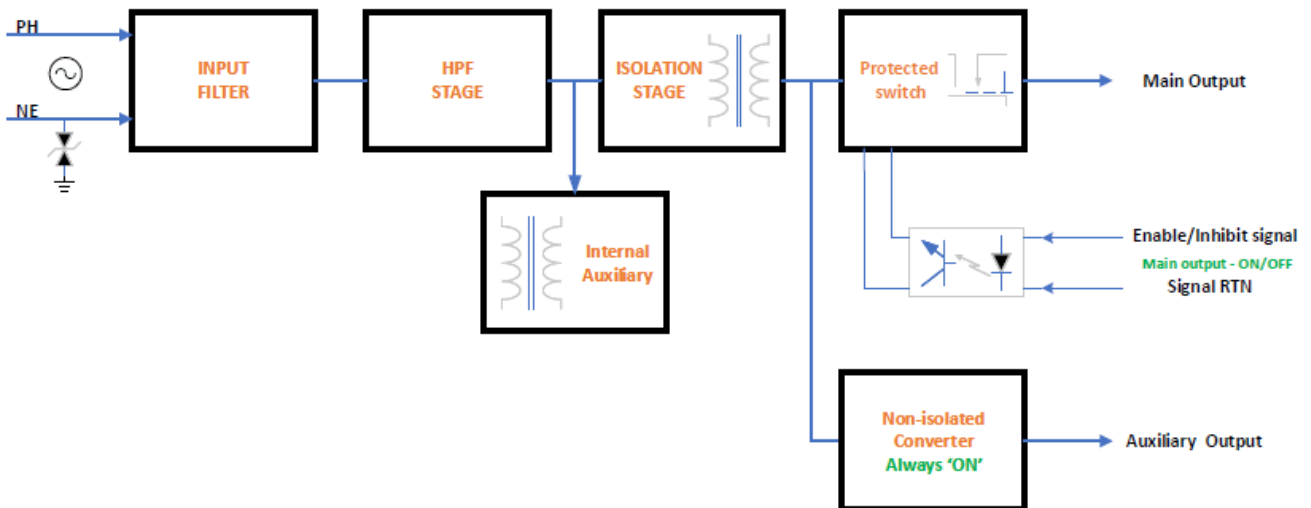 PH
NE
INPUT
FILTER
HPF
STAGE
ISOLATION
STAGE
Protected
switch
Main Output
Internal
Auxiliary
Enable/Inhibit signal
Main output - ON/OFF
Signal RTN
Non-isolated
Converter
Always ‘ON’
Auxiliary Output